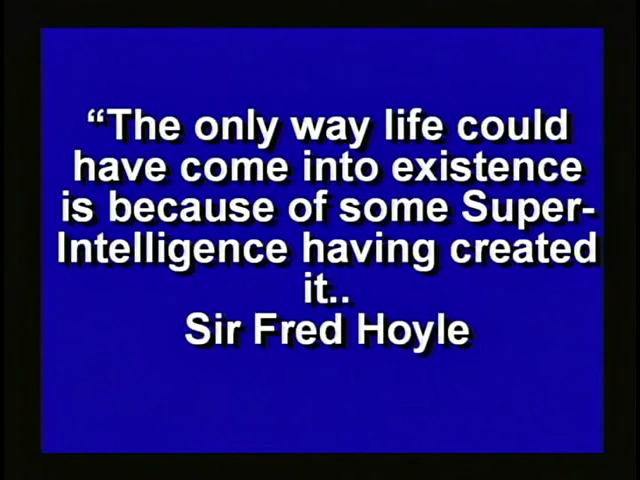 “The only way life could
have come into existence
is because of some Super-
Intelligence having created
it..
Sir Fred Hoyle